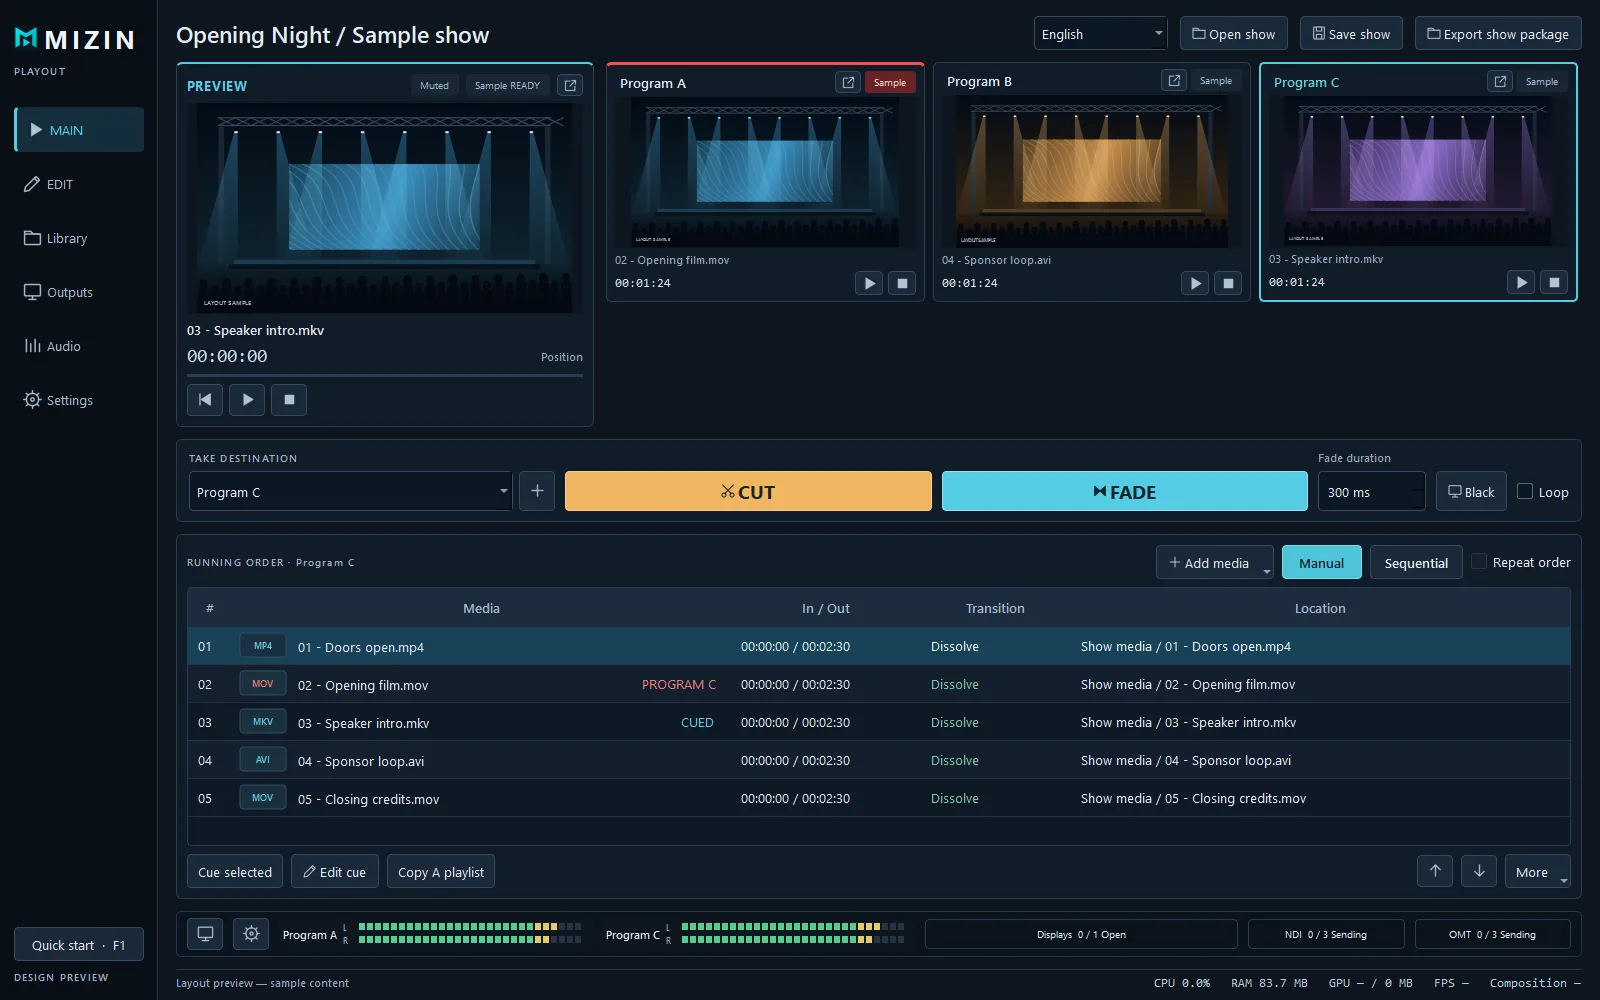 MIZIN
PLAYOUT
MAIN
EDIT
Library
Outputs
Audio
Settings
Quick start · F1
DESIGN PREVIEW
Opening Night / Sample show
English
Open show
Save show
Export show package
PREVIEW
Muted
Sample READY
LAYOUT SAMPLE
03 - Speaker intro.mkv
00:00:00
Position
Program A
Sample
LAYOUT SAMPLE
02 - Opening film.mov
00:01:24
Program B
Sample
LAYOUT SAMPLE
04 - Sponsor loop.avi
00:01:24
Program C
Sample
LAYOUT SAMPLE
03 - Speaker intro.mkv
00:01:24
TAKE DESTINATION
Program C
CUT
FADE
Fade duration
300 ms
Black
Loop
RUNNING ORDER · Program C
Add media
Manual
Sequential
Repeat order
# Media In / Out Transition Location
01 MP4 01 - Doors open.mp4 00:00:00 / 00:02:30 Dissolve Show media / 01 - Doors open.mp4
02 MOV 02 - Opening film.mov PROGRAM C 00:00:00 / 00:02:30 Dissolve Show media / 02 - Opening film.mov
03 MKV 03 - Speaker intro.mkv CUED 00:00:00 / 00:02:30 Dissolve Show media / 03 - Speaker intro.mkv
04 AVI 04 - Sponsor loop.avi 00:00:00 / 00:02:30 Dissolve Show media / 04 - Sponsor loop.avi
05 MOV 05 - Closing credits.mov 00:00:00 / 00:02:30 Dissolve Show media / 05 - Closing credits.mov
Cue selected
Edit cue
Copy A playlist
More
Program A L R
Program C L R
Displays 0 / 1 Open
NDI 0 / 3 Sending
OMT 0 / 3 Sending
Layout preview — sample content
CPU 0.0% RAM 83.7 MB GPU — / 0 MB FPS — Composition —